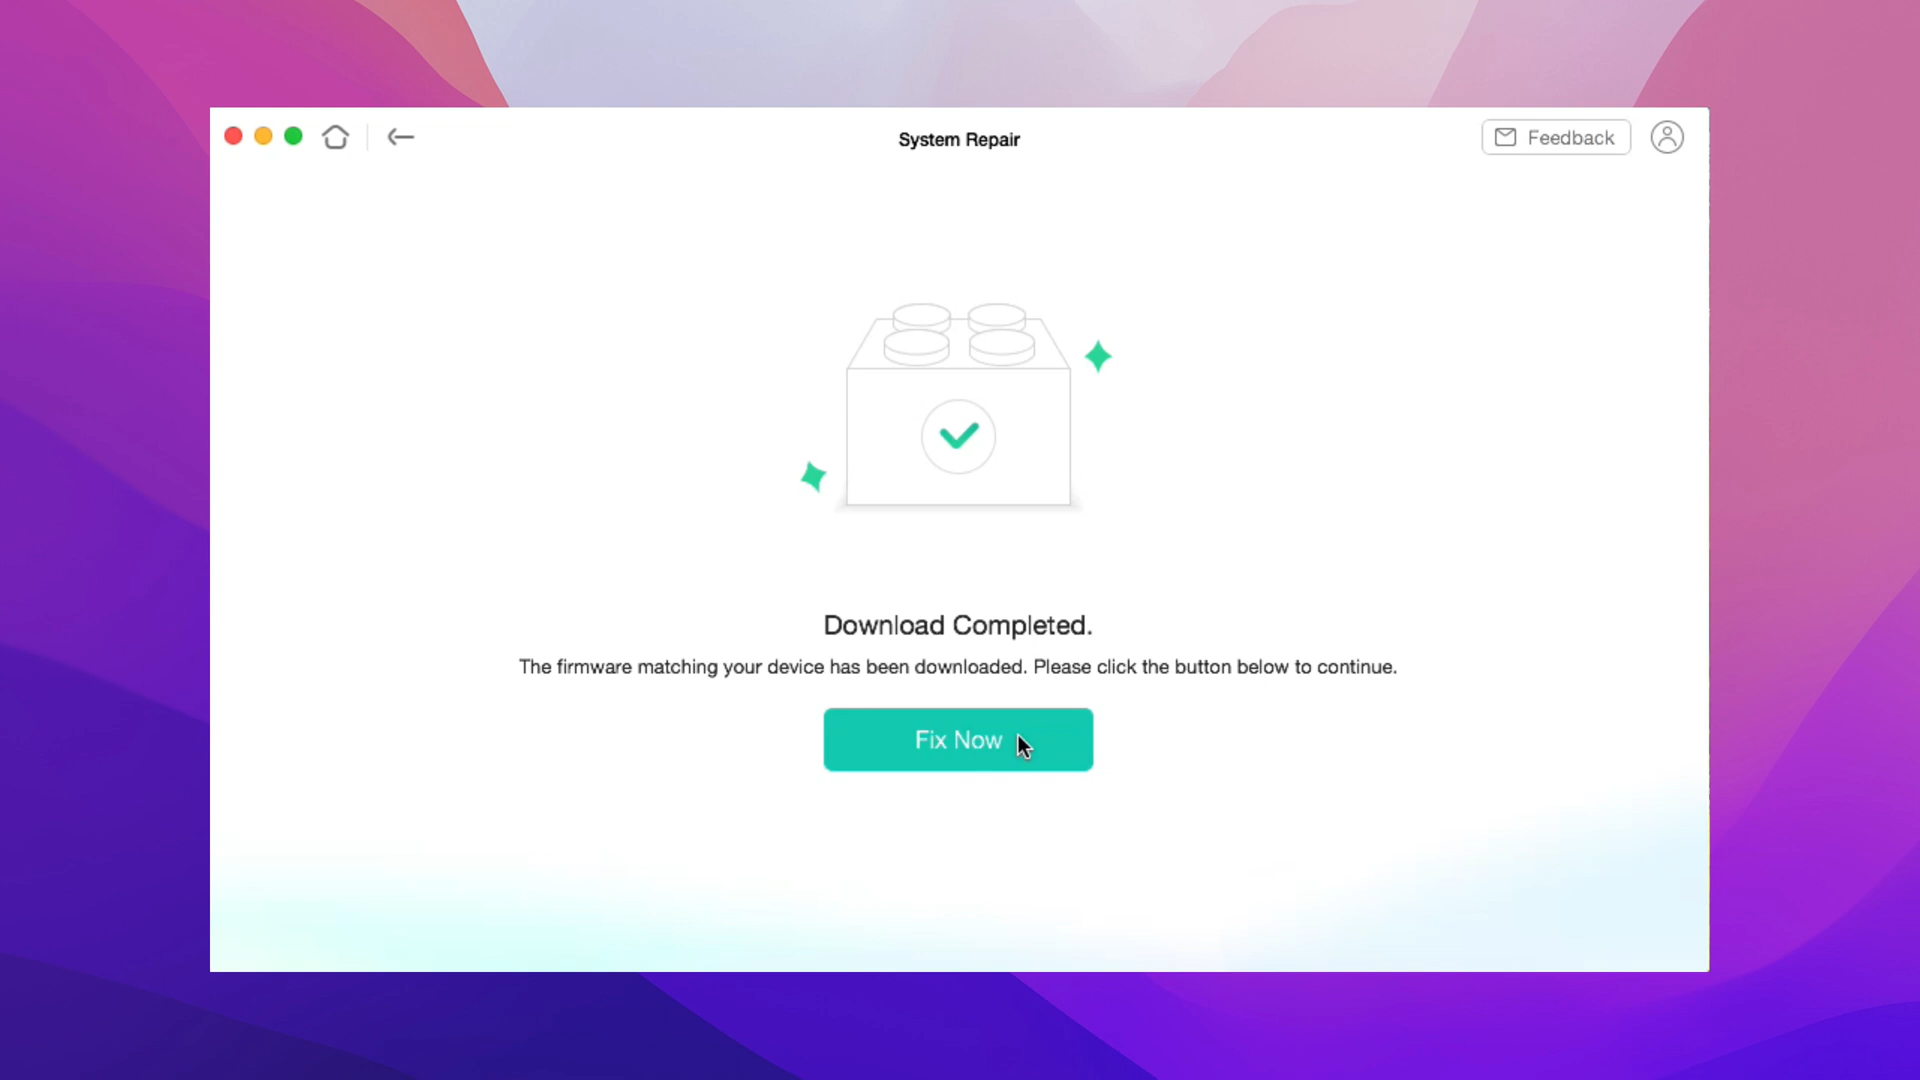 System Repair
Feedback
Download Completed.
The firmware matching your device has been downloaded. Please click the button below to continue.
Fix Now